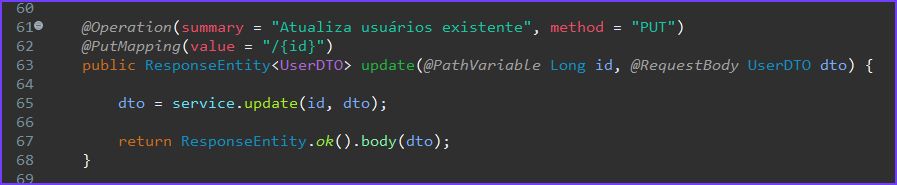 60
61 @Operation(summary = "Atualiza usuários existente", method = "PUT")
62 @PutMapping(value = "/{id}")
63 public ResponseEntity<UserDTO> update(@PathVariable Long id, @RequestBody UserDTO dto) {
64
65 dto = service.update(id, dto);
66
67 return ResponseEntity.ok().body(dto);
68 }
69